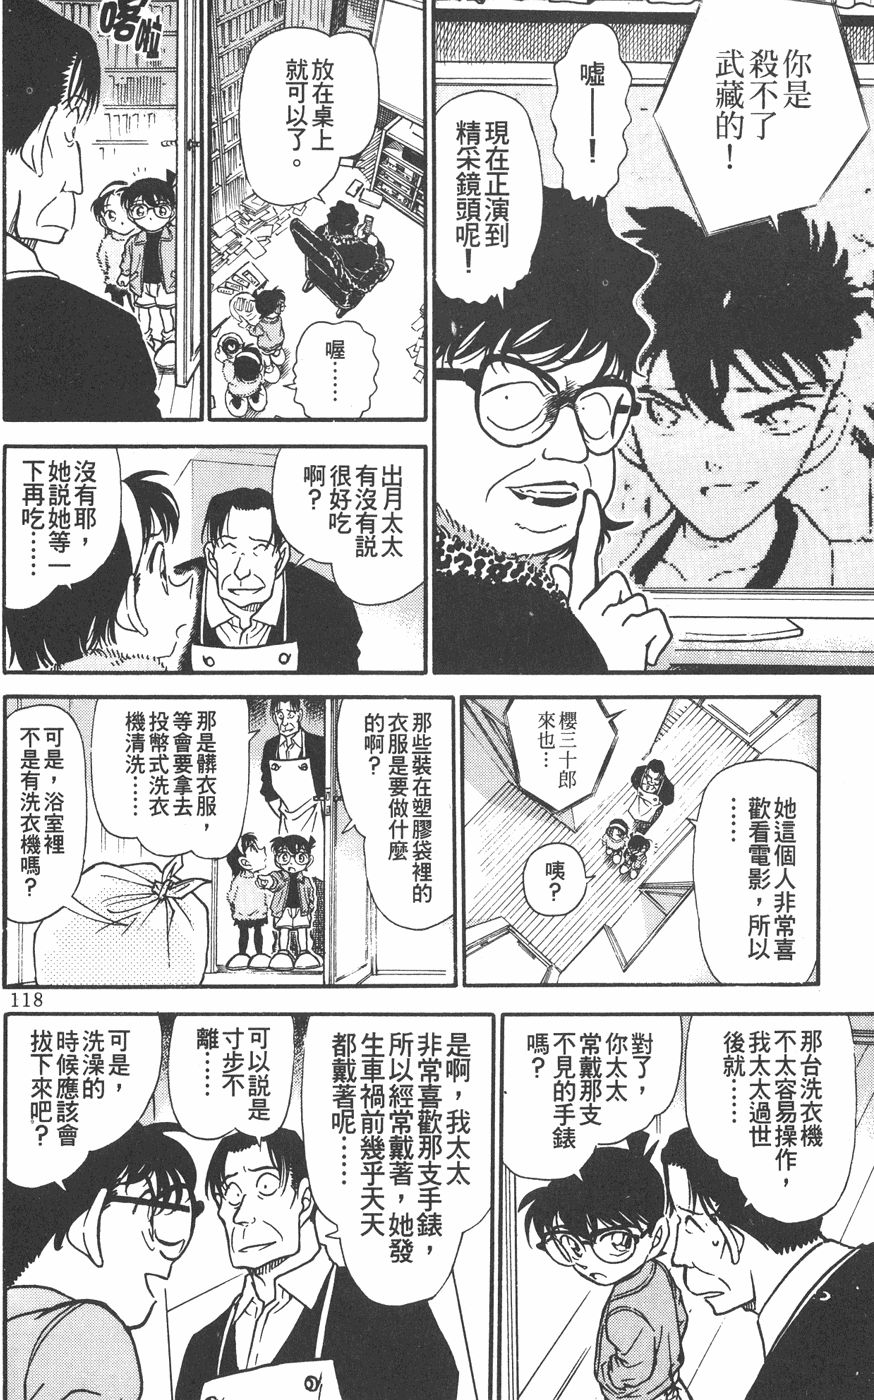 你是
殺不了
武藏的！
噓——！
現在正演到
精采鏡頭呢！
放在桌上
就可以了。
喔……
喀啦
出月太太
有沒有說
很好吃
啊？
沒有耶，
她說她等一
下再吃……
她這個人非常喜
歡看電影，所以
……
櫻三十郎
來也…
咦？
那些裝在塑膠袋裡的
衣服是要做什麼
的啊？
那是髒衣服，
等會要拿去
投幣式洗衣
機清洗……
可是，浴室裡
不是有洗衣機嗎？
118
那台洗衣機
不太容易操作，
我太太過世
後就……
對了，
你太太
常戴那支
不見的手錶
嗎？
是啊，我太太
非常喜歡那支手錶，
所以經常戴著，她發
生車禍前幾乎天天
都戴著呢……
可以說是
寸步不
離……
可是，
洗澡的
時候應該會
拔下來吧？